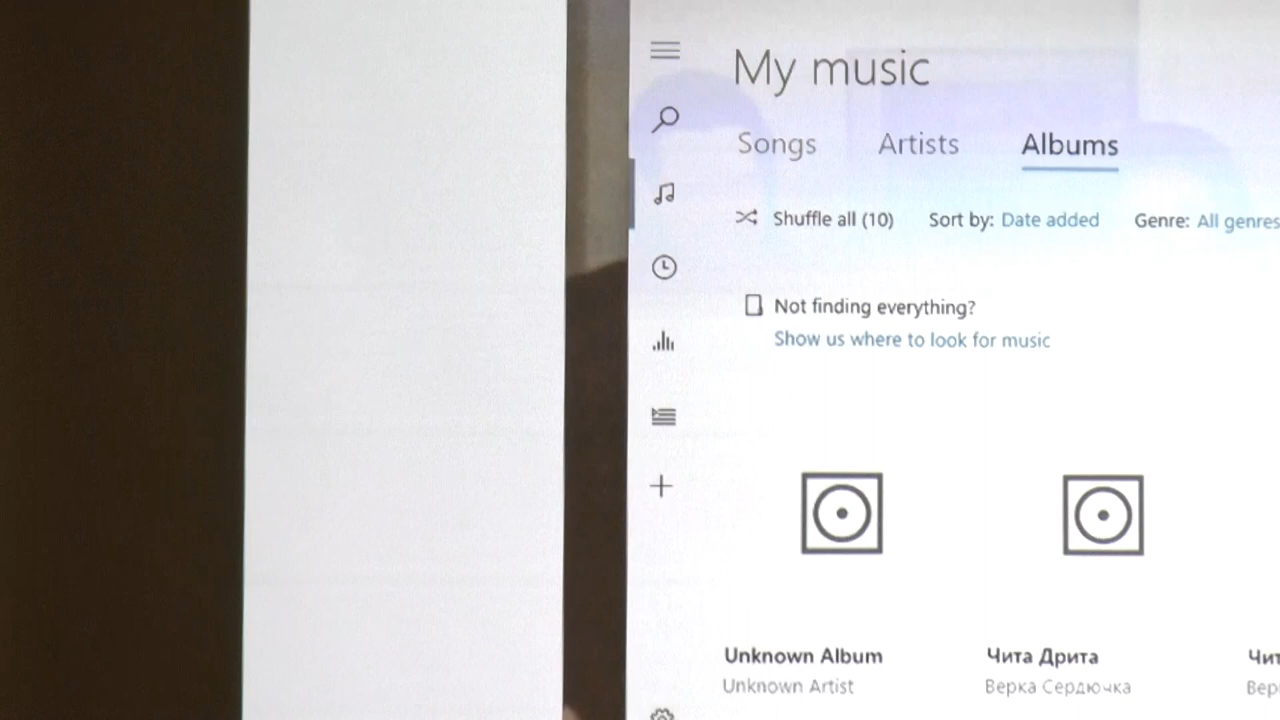 My music
Songs Artists Albums
Shuffle all (10) Sort by: Date added Genre: All genres
Not finding everything?
Show us where to look for music
Unknown Album Чита Дрита
Unknown Artist Верка Сердючка